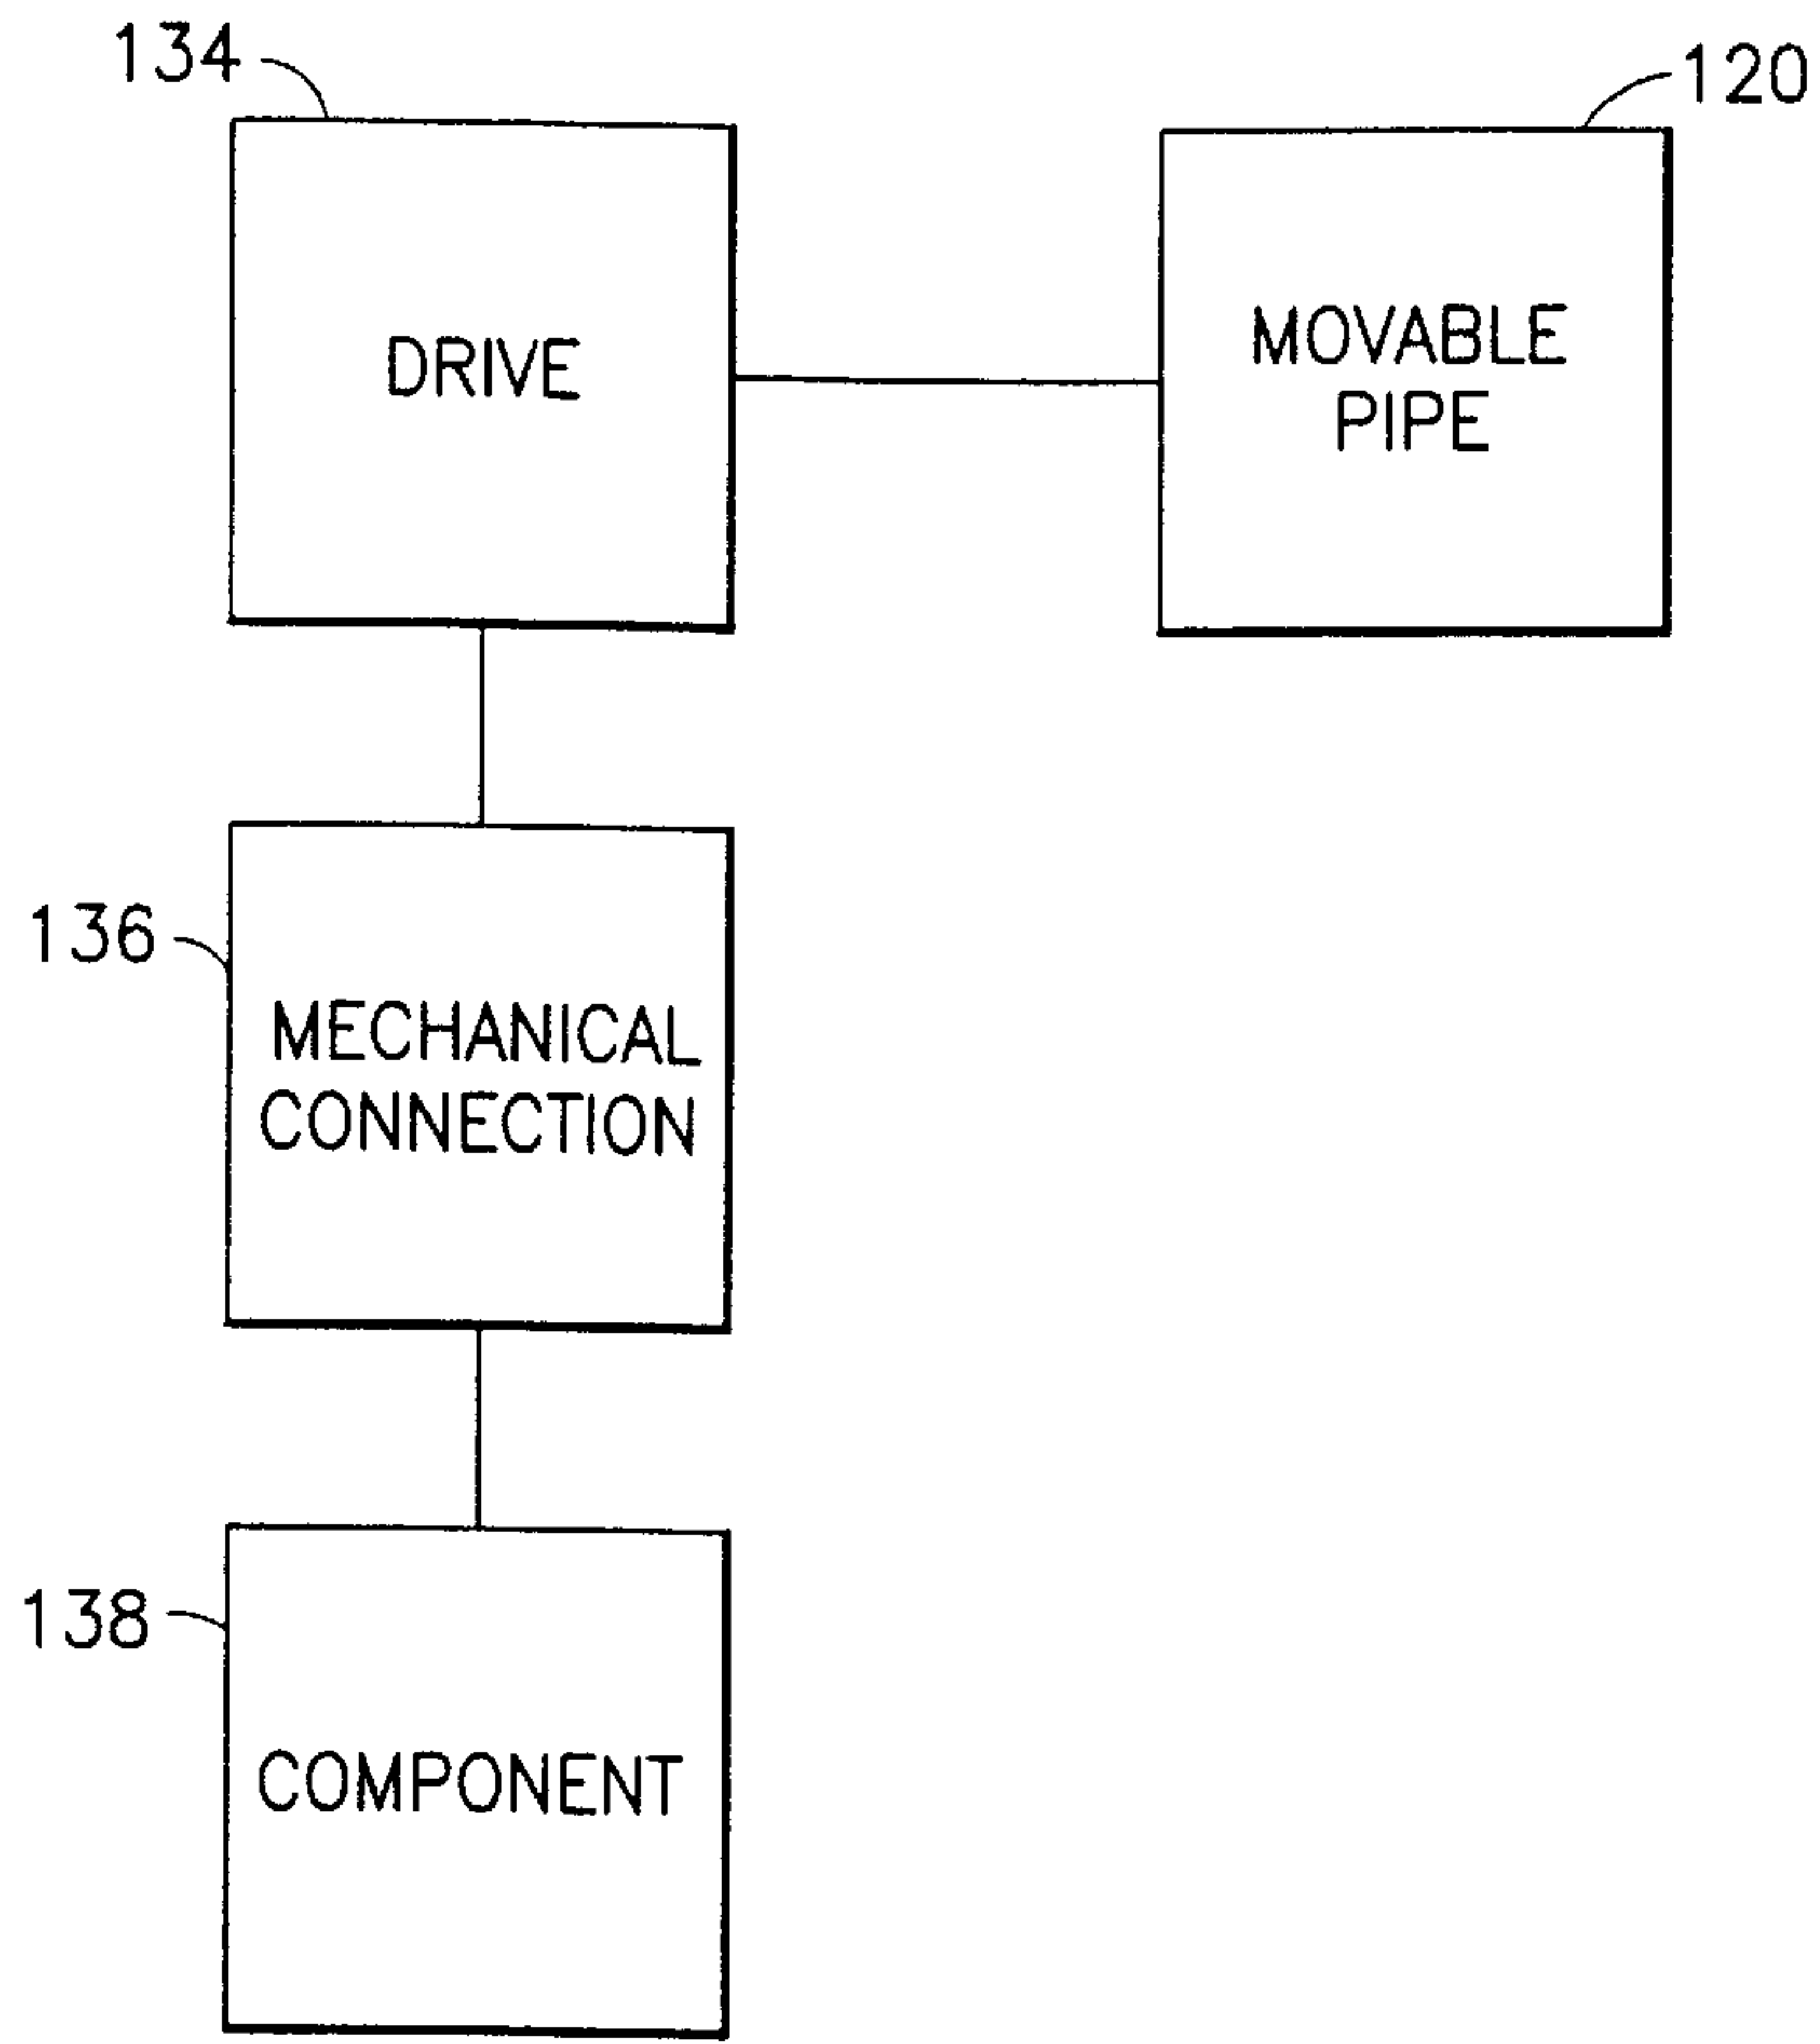 134
120
DRIVE
MOVABLE
PIPE
136
MECHANICAL
CONNECTION
138
COMPONENT